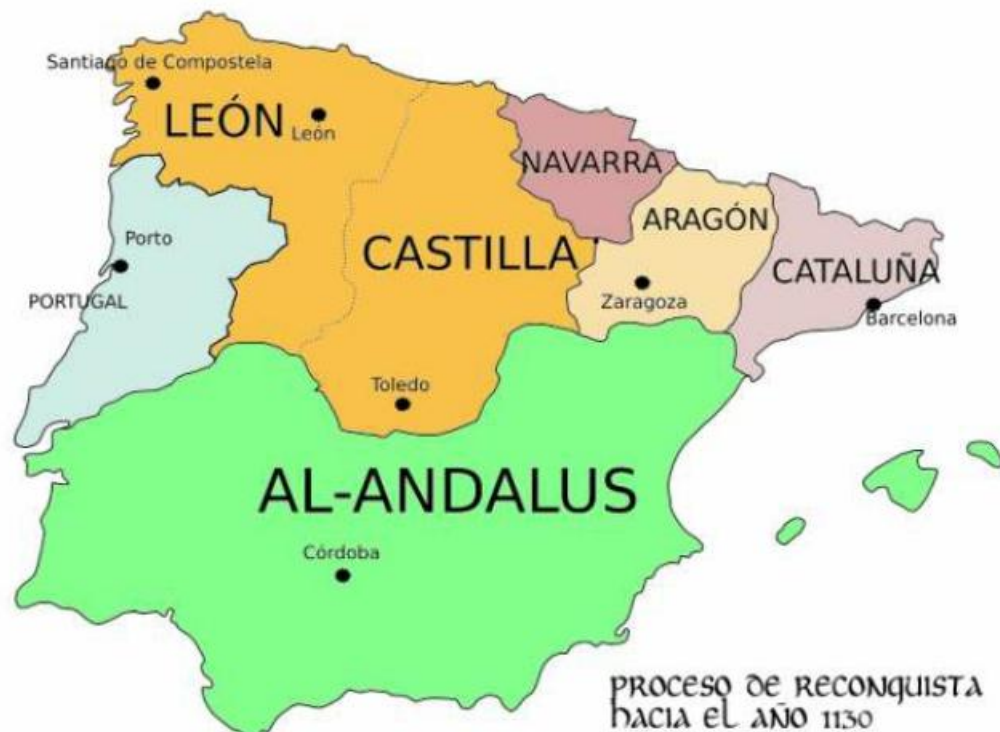 Santiago de Compostela
LEÓN
León
NAVARRA
ARAGÓN
Porto
CASTILLA
CATALUÑA
PORTUGAL
Zaragoza
Barcelona
Toledo
AL-ANDALUS
Córdoba
PROCESO DE RECONQUISTA
HACIA EL AÑO 1130